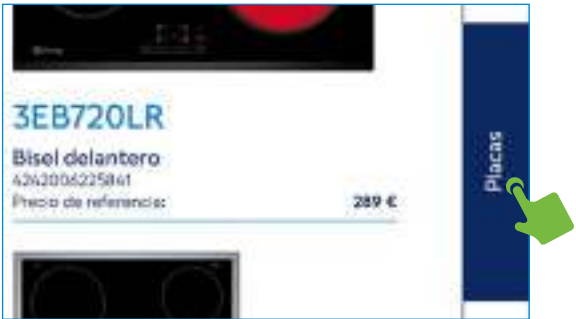 3EB720LR
Bisel delantero
4242006225841
Precio de referencia: 289 €
Placas